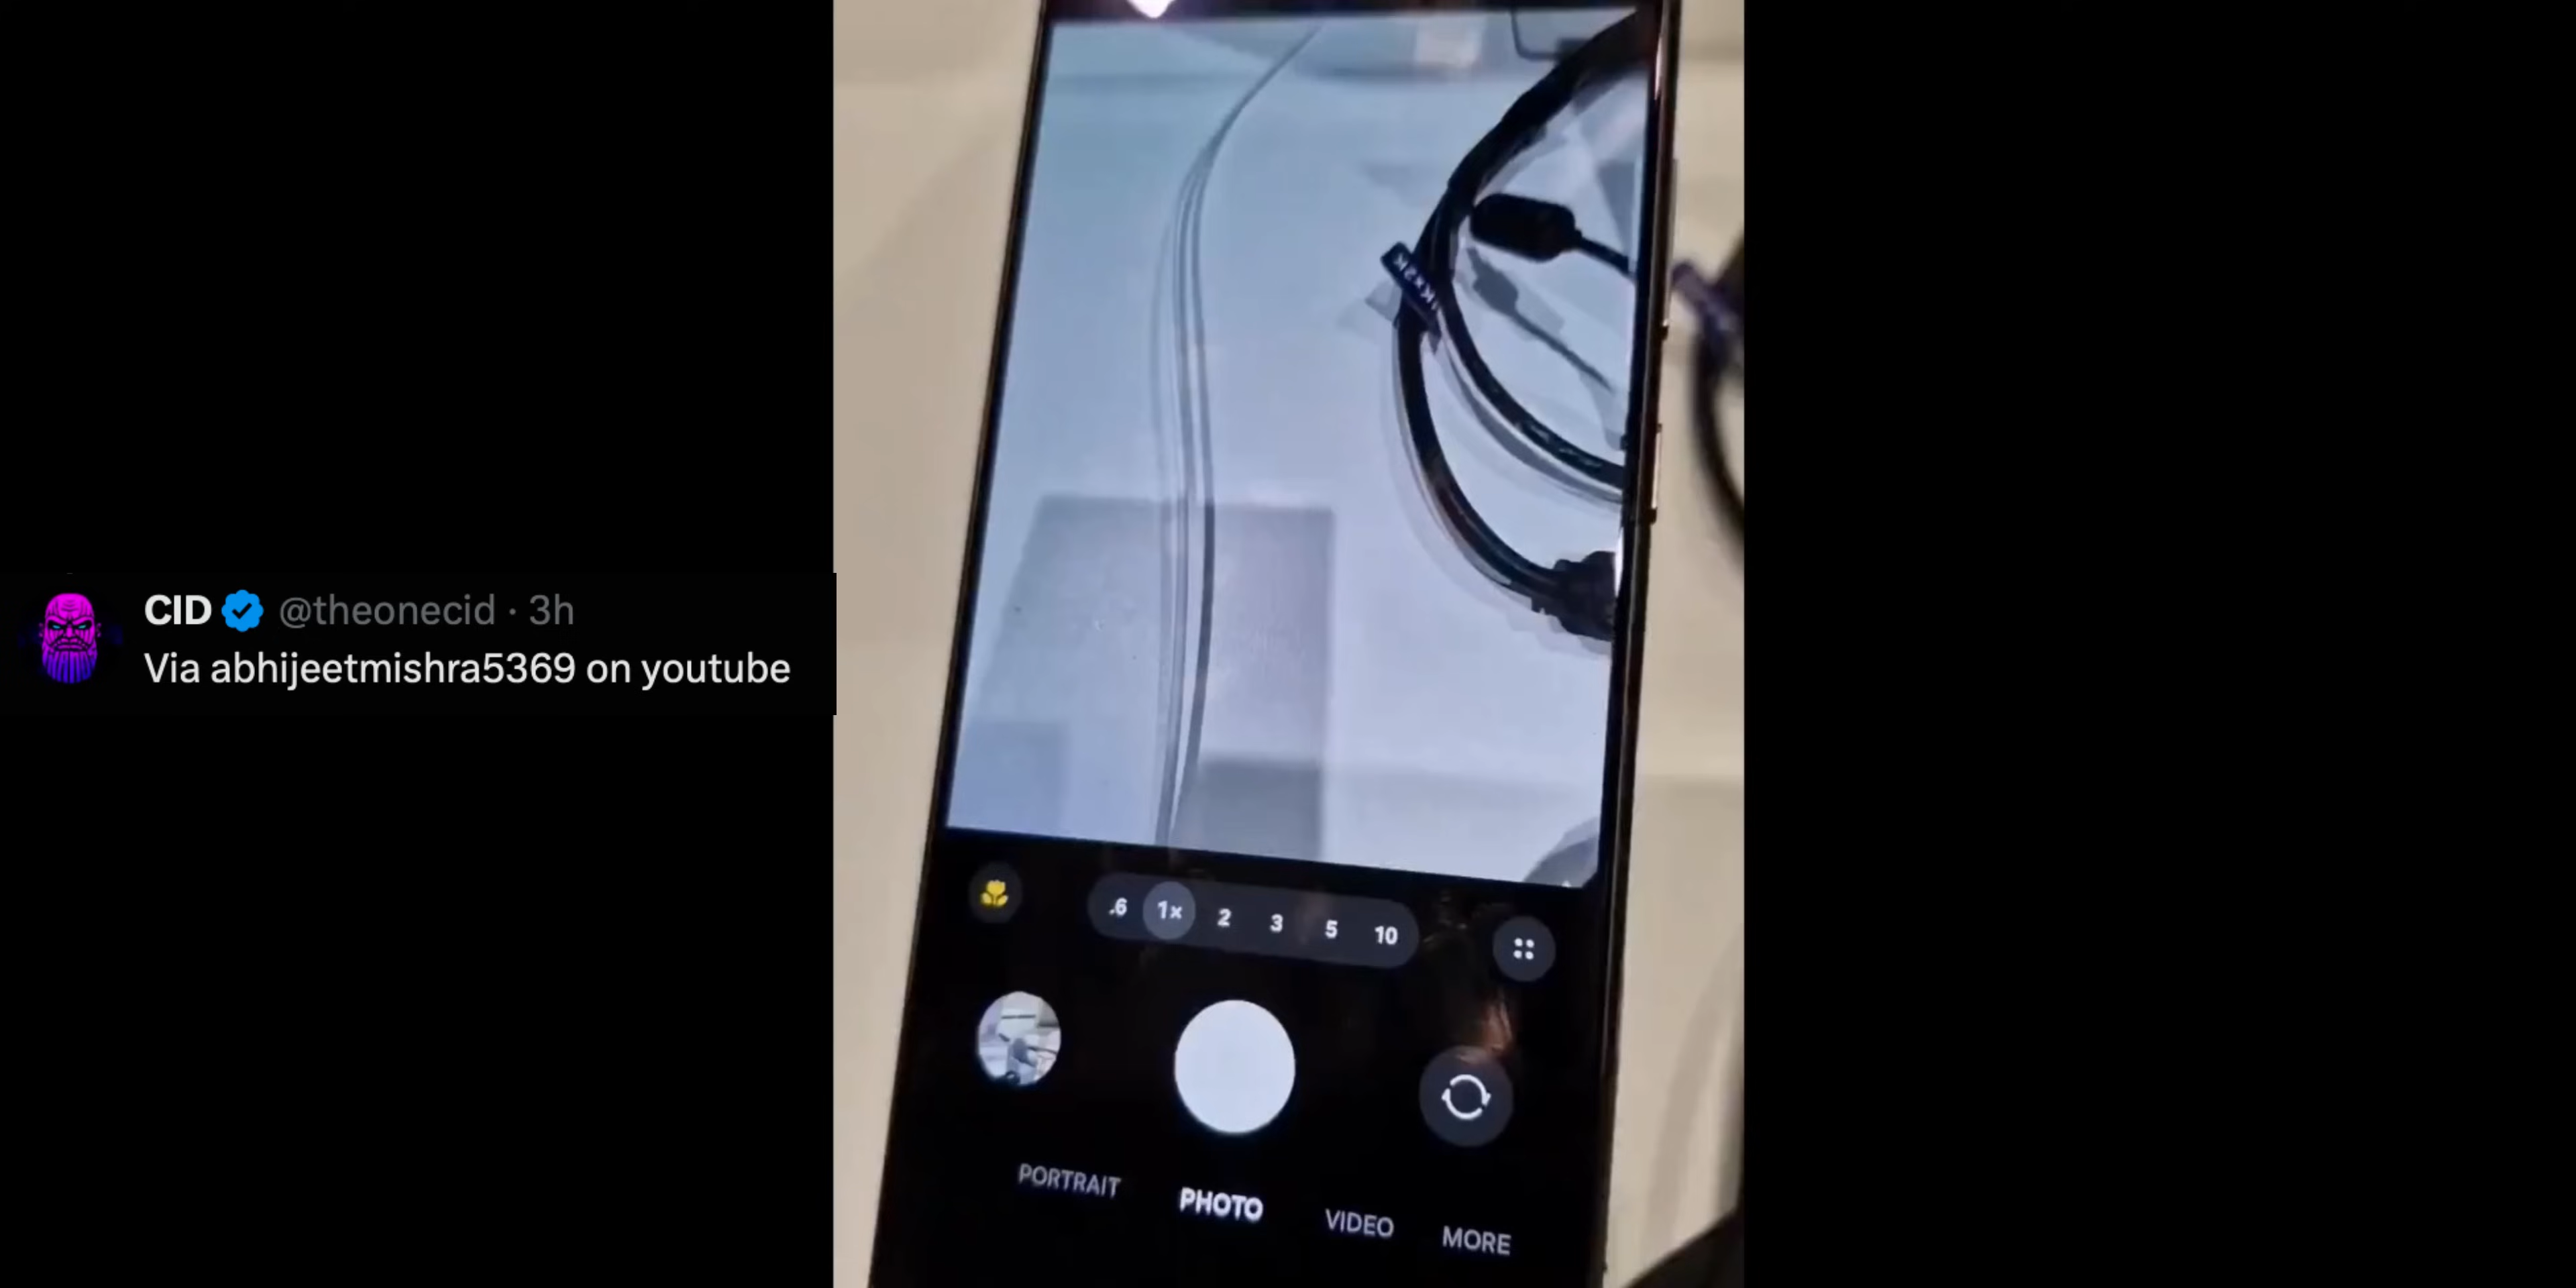 CID @theonecid · 3h
Via abhijeetmishra5369 on youtube
.6 1× 2 3 5 10
PORTRAIT PHOTO VIDEO MORE